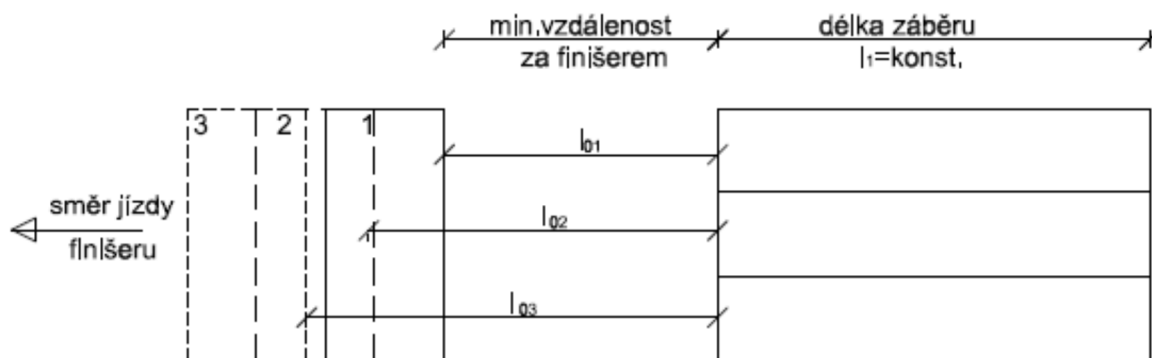 min.vzdálenost
za finišerem
délka záběru
l₁=konst.
3 2 1
l₀₁
směr jízdy
finišeru
l₀₂
l₀₃